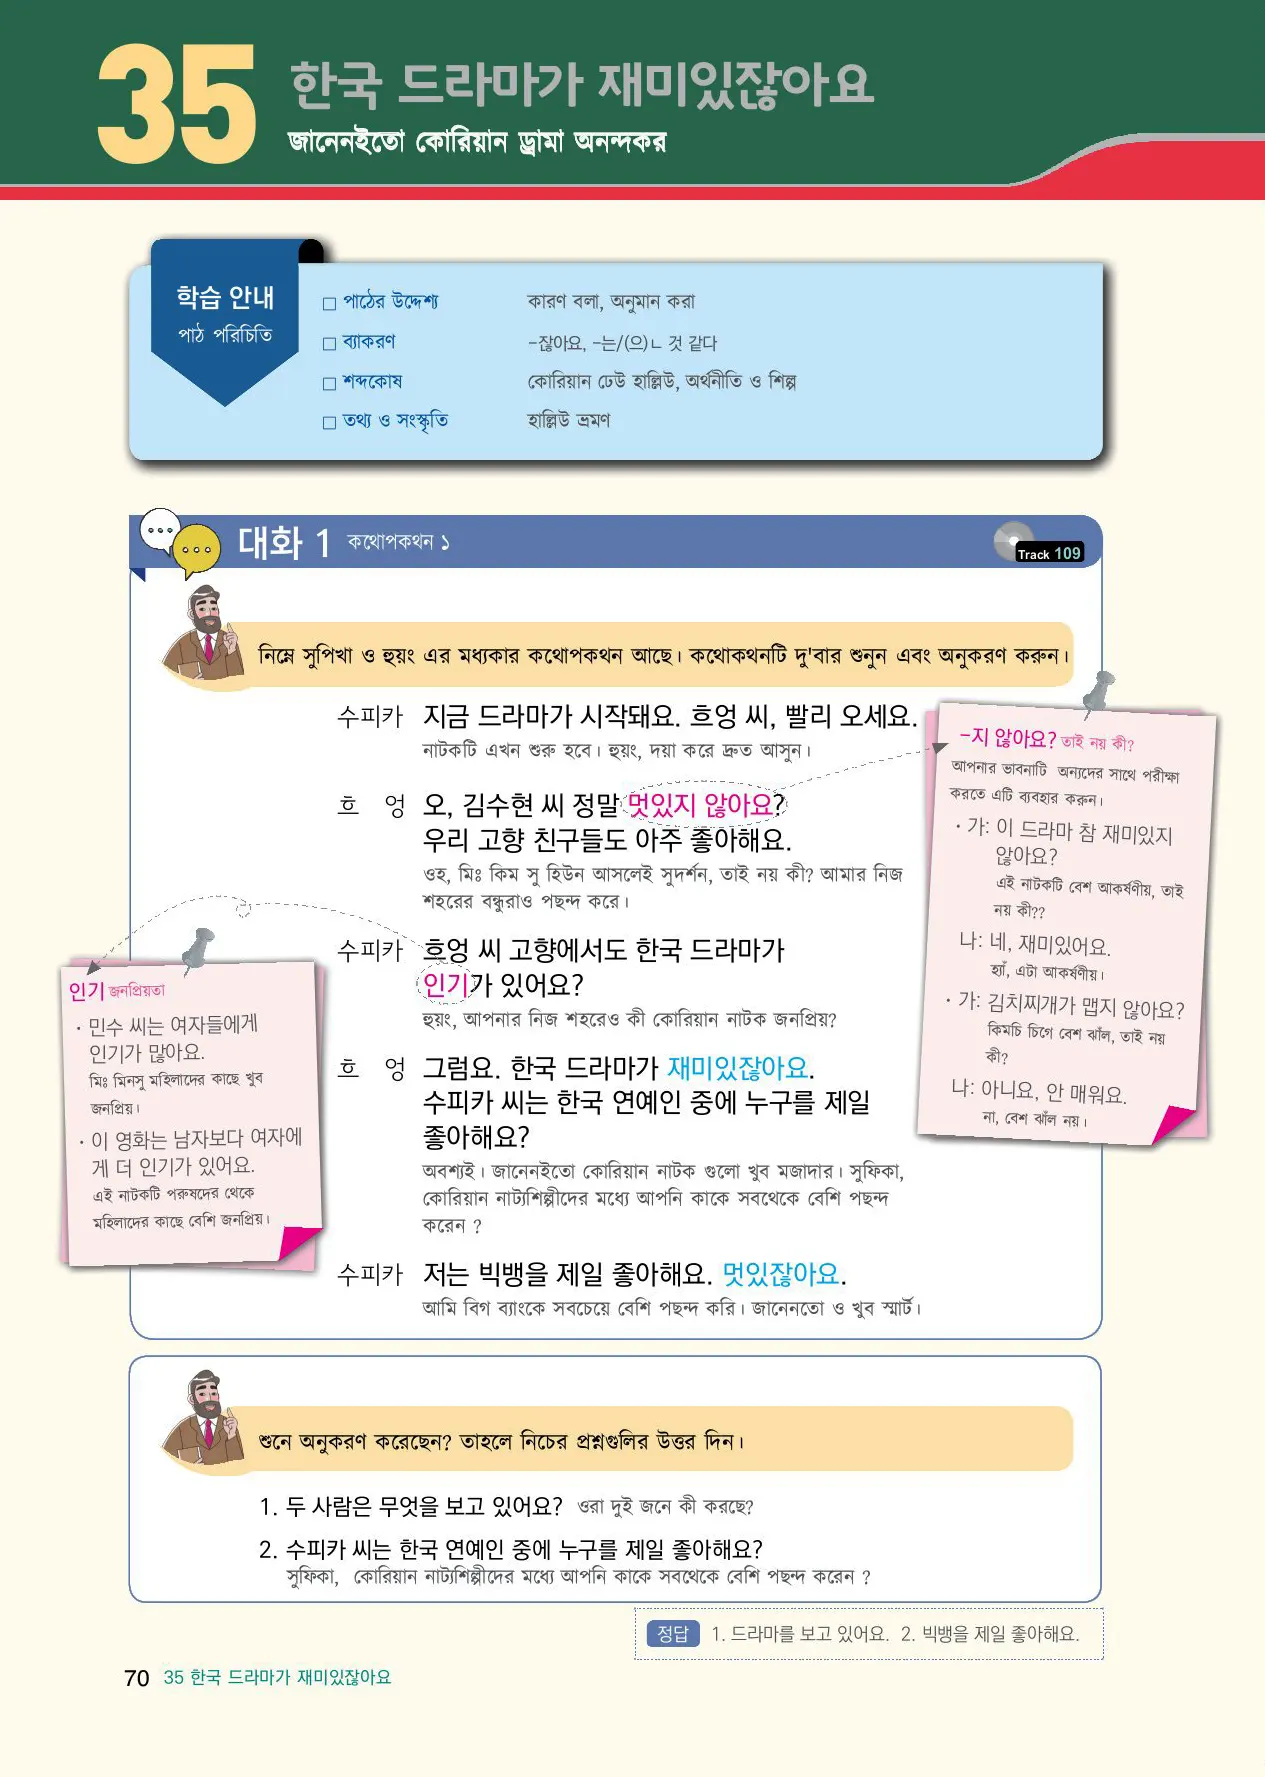 35
한국 드라마가 재미있잖아요
জানেনইতো কোরিয়ান ড্রামা অনন্দকর
학습 안내
পাঠ পরিচিতি
□ পাঠের উদ্দেশ্য কারণ বলা, অনুমান করা
□ ব্যাকরণ -잖아요, -는/(으)ㄴ 것 같다
□ শব্দকোষ কোরিয়ান ঢেউ হাল্লিউ, অর্থনীতি ও শিল্প
□ তথ্য ও সংস্কৃতি হাল্লিউ ভ্রমণ
대화 1 কথোপকথন ১
Track 109
নিম্নে সুপিখা ও হুয়ং এর মধ্যকার কথোপকথন আছে। কথোকথনটি দু'বার শুনুন এবং অনুকরণ করুন।
수피카 지금 드라마가 시작돼요. 흐엉 씨, 빨리 오세요.
নাটকটি এখন শুরু হবে। হুয়ং, দয়া করে দ্রুত আসুন।
흐 엉 오, 김수현 씨 정말 멋있지 않아요?
우리 고향 친구들도 아주 좋아해요.
ওহ, মিঃ কিম সু হিউন আসলেই সুদর্শন, তাই নয় কী? আমার নিজ
শহরের বন্ধুরাও পছন্দ করে।
수피카 흐엉 씨 고향에서도 한국 드라마가
인기가 있어요?
হুয়ং, আপনার নিজ শহরেও কী কোরিয়ান নাটক জনপ্রিয়?
흐 엉 그럼요. 한국 드라마가 재미있잖아요.
수피카 씨는 한국 연예인 중에 누구를 제일
좋아해요?
অবশ্যই। জানেনইতো কোরিয়ান নাটক গুলো খুব মজাদার। সুফিকা,
কোরিয়ান নাট্যশিল্পীদের মধ্যে আপনি কাকে সবথেকে বেশি পছন্দ
করেন ?
수피카 저는 빅뱅을 제일 좋아해요. 멋있잖아요.
আমি বিগ ব্যাংকে সবচেয়ে বেশি পছন্দ করি। জানেনতো ও খুব স্মার্ট।
-지 않아요? তাই নয় কী?
আপনার ভাবনাটি অন্যদের সাথে পরীক্ষা
করতে এটি ব্যবহার করুন।
· 가: 이 드라마 참 재미있지
않아요?
এই নাটকটি বেশ আকর্ষণীয়, তাই
নয় কী??
나: 네, 재미있어요.
হ্যাঁ, এটা আকর্ষণীয়।
· 가: 김치찌개가 맵지 않아요?
কিমচি চিগে বেশ ঝাঁল, তাই নয়
কী?
나: 아니요, 안 매워요.
না, বেশ ঝাঁল নয়।
인기 জনপ্রিয়তা
· 민수 씨는 여자들에게
인기가 많아요.
মিঃ মিনসু মহিলাদের কাছে খুব
জনপ্রিয়।
· 이 영화는 남자보다 여자에
게 더 인기가 있어요.
এই নাটকটি পরুষদের থেকে
মহিলাদের কাছে বেশি জনপ্রিয়।
শুনে অনুকরণ করেছেন? তাহলে নিচের প্রশ্নগুলির উত্তর দিন।
1. 두 사람은 무엇을 보고 있어요? ওরা দুই জনে কী করছে?
2. 수피카 씨는 한국 연예인 중에 누구를 제일 좋아해요?
সুফিকা, কোরিয়ান নাট্যশিল্পীদের মধ্যে আপনি কাকে সবথেকে বেশি পছন্দ করেন ?
정답 1. 드라마를 보고 있어요. 2. 빅뱅을 제일 좋아해요.
70 35 한국 드라마가 재미있잖아요